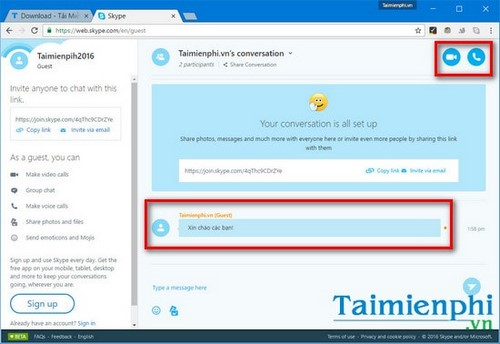 Taimienphi.vn
Download - Tải Miễ
Skype
https://web.skype.com/en/guest
Taimienpih2016
Guest
Invite anyone to chat with this
link.
https://join.skype.com/4qThc9CDrZYe
Copy link
Invite via email
As a guest, you can
Make video calls
Group chat
Make voice calls
Share photos and files
Send emoticons and Mojis
Sign up and use Skype every day. Get the
free app on your mobile, tablet, desktop
and more to keep your conversations
going, wherever you are.
Sign up
Already have an account? Sign in
Taimienphi.vn's conversation
2 participants | Share Conversation
Your conversation is all set up
Share photos, messages and much more with everyone here or invite even more people by sharing this link
with them
https://join.skype.com/4qThc9CDrZYe
Copy link
Invite via email
Taimienphi.vn (Guest)
Xin chào các bạn!
1:58 pm
Type a message here
Taimienphi
.vn
BETA FAQs Feedback English
Terms of use Privacy and cookie policy © 2016 Skype and/or Microsoft.